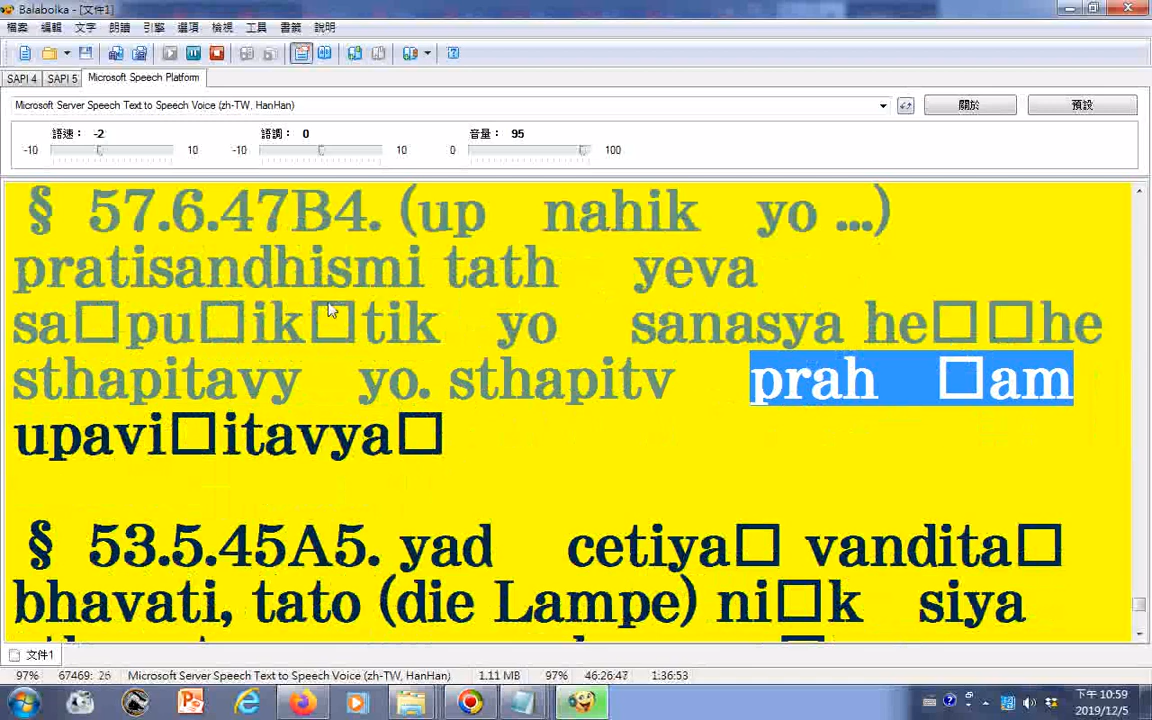 Balabolka - [文件1]
檔案 編輯 文字 朗讀 引擎 選項 檢視 工具 書籤 說明
SAPI 4 SAPI 5 Microsoft Speech Platform
Microsoft Server Speech Text to Speech Voice (zh-TW, HanHan) 關於 預設
語速： -2 語調： 0 音量： 95
-10 10 -10 10 0 100
§ 57.6.47B4. (up nahik yo ...)
pratisandhismi tath yeva
sa□pu□ik□tik yo sanasya he□□he
sthapitavy yo. sthapitv prah □am
upavi□itavya□
§ 53.5.45A5. yad cetiya□ vandita□
bhavati, tato (die Lampe) ni□k siya
文件1
97% 67469: 26 Microsoft Server Speech Text to Speech Voice (zh-TW, HanHan) 1.11 MB 97% 46:26:47 1:36:53
下午 10:59
2019/12/5